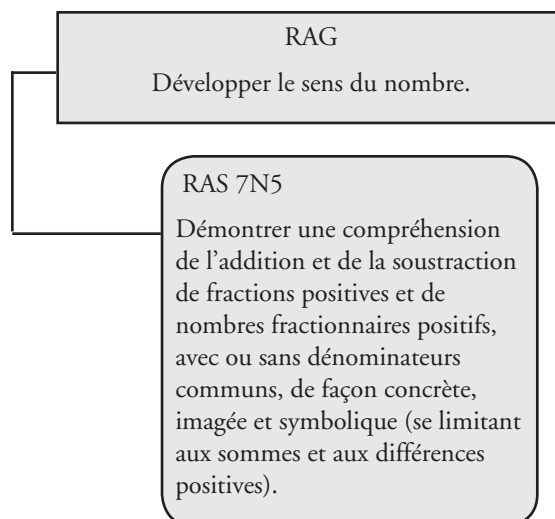 RAG
Développer le sens du nombre.
RAS 7N5
Démontrer une compréhension
de l'addition et de la soustraction
de fractions positives et de
nombres fractionnaires positifs,
avec ou sans dénominateurs
communs, de façon concrète,
imagée et symbolique (se limitant
aux sommes et aux différences
positives).